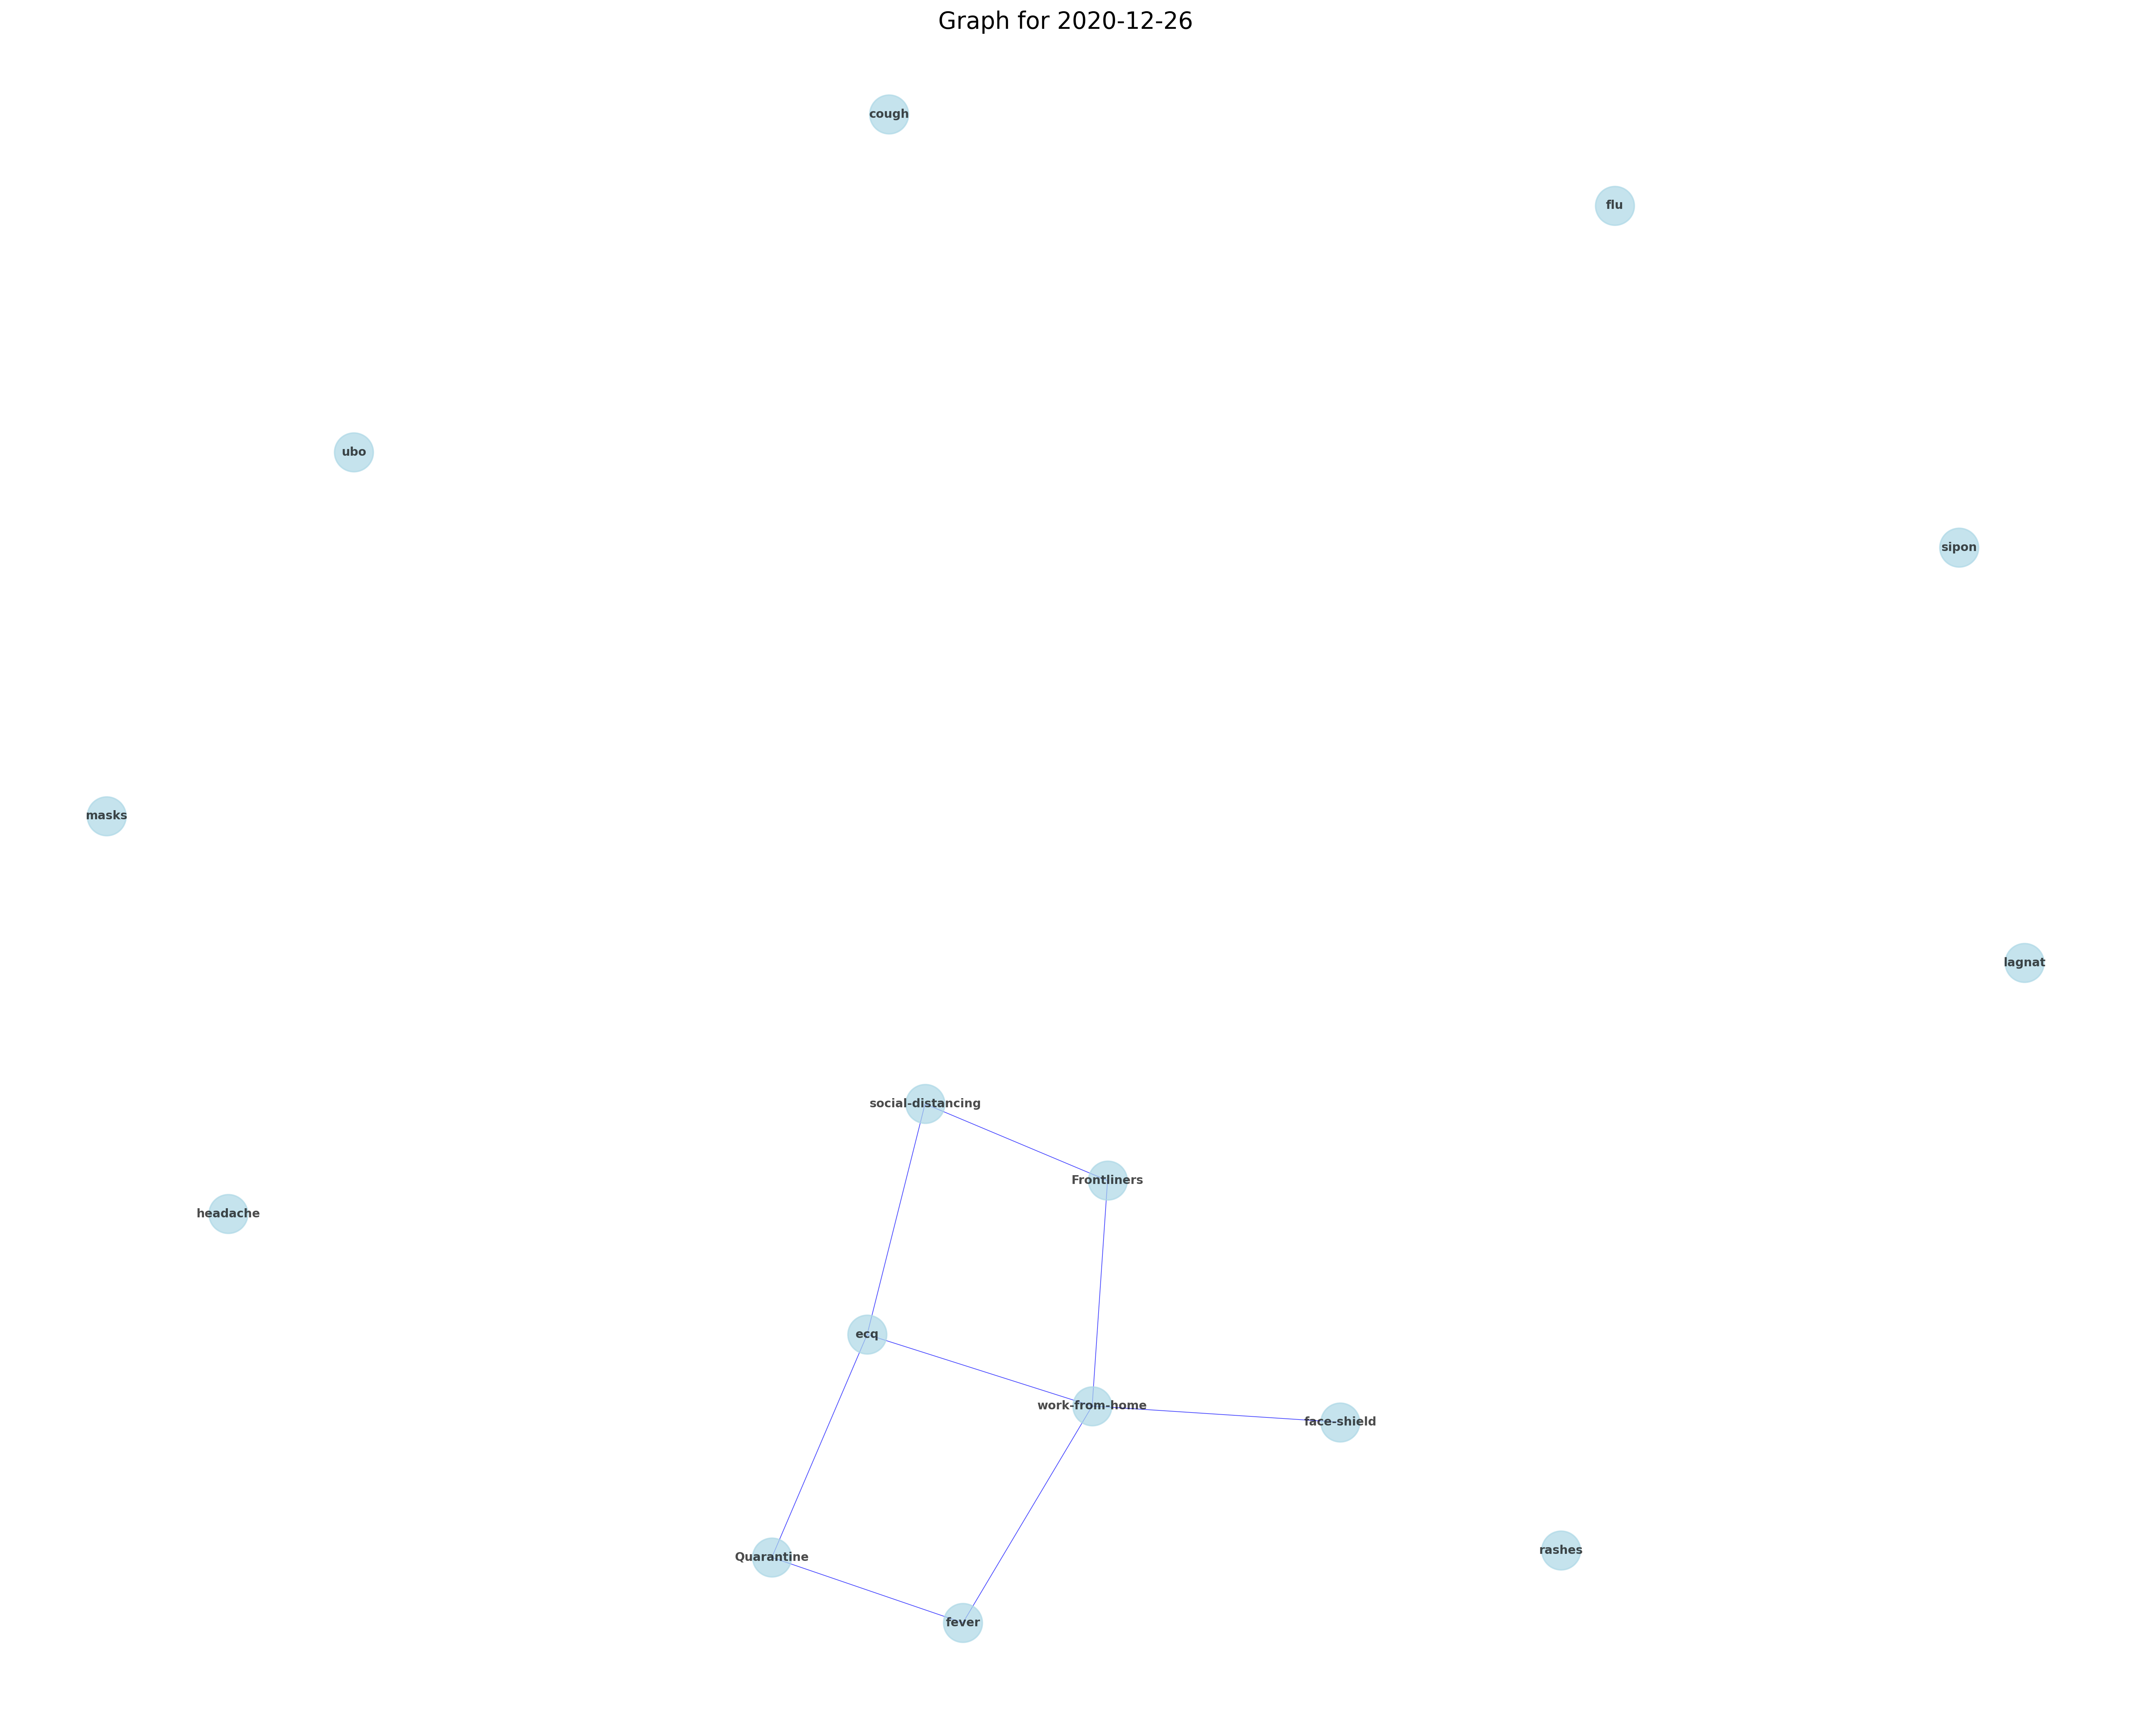 Graph for 2020-12-26
cough
flu
ubo
sipon
masks
lagnat
social-distancing
Frontliners
headache
ecq
work-from-home
face-shield
rashes
Quarantine
fever